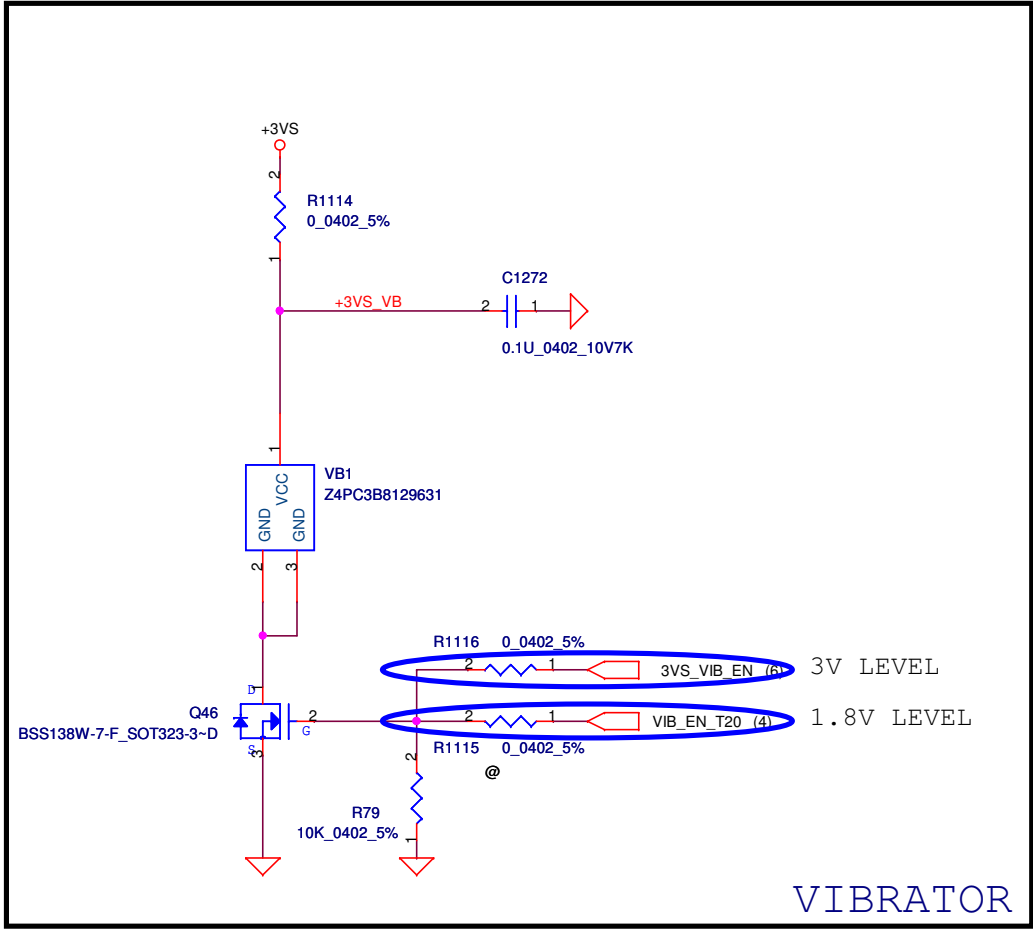 +3VS
2
R1114
0_0402_5%
1
C1272
+3VS_VB
2
1
0.1U_0402_10V7K
1
VB1
Z4PC3B8129631
VCC
GND
GND
2
3
R1116 0_0402_5%
2
1
3VS_VIB_EN (6)
3V LEVEL
D
1
Q46
BSS138W-7-F_SOT323-3~D
2
G
S
3
2
1
VIB_EN_T20 (4)
1.8V LEVEL
R1115 0_0402_5%
@
2
R79
10K_0402_5%
1
VIBRATOR